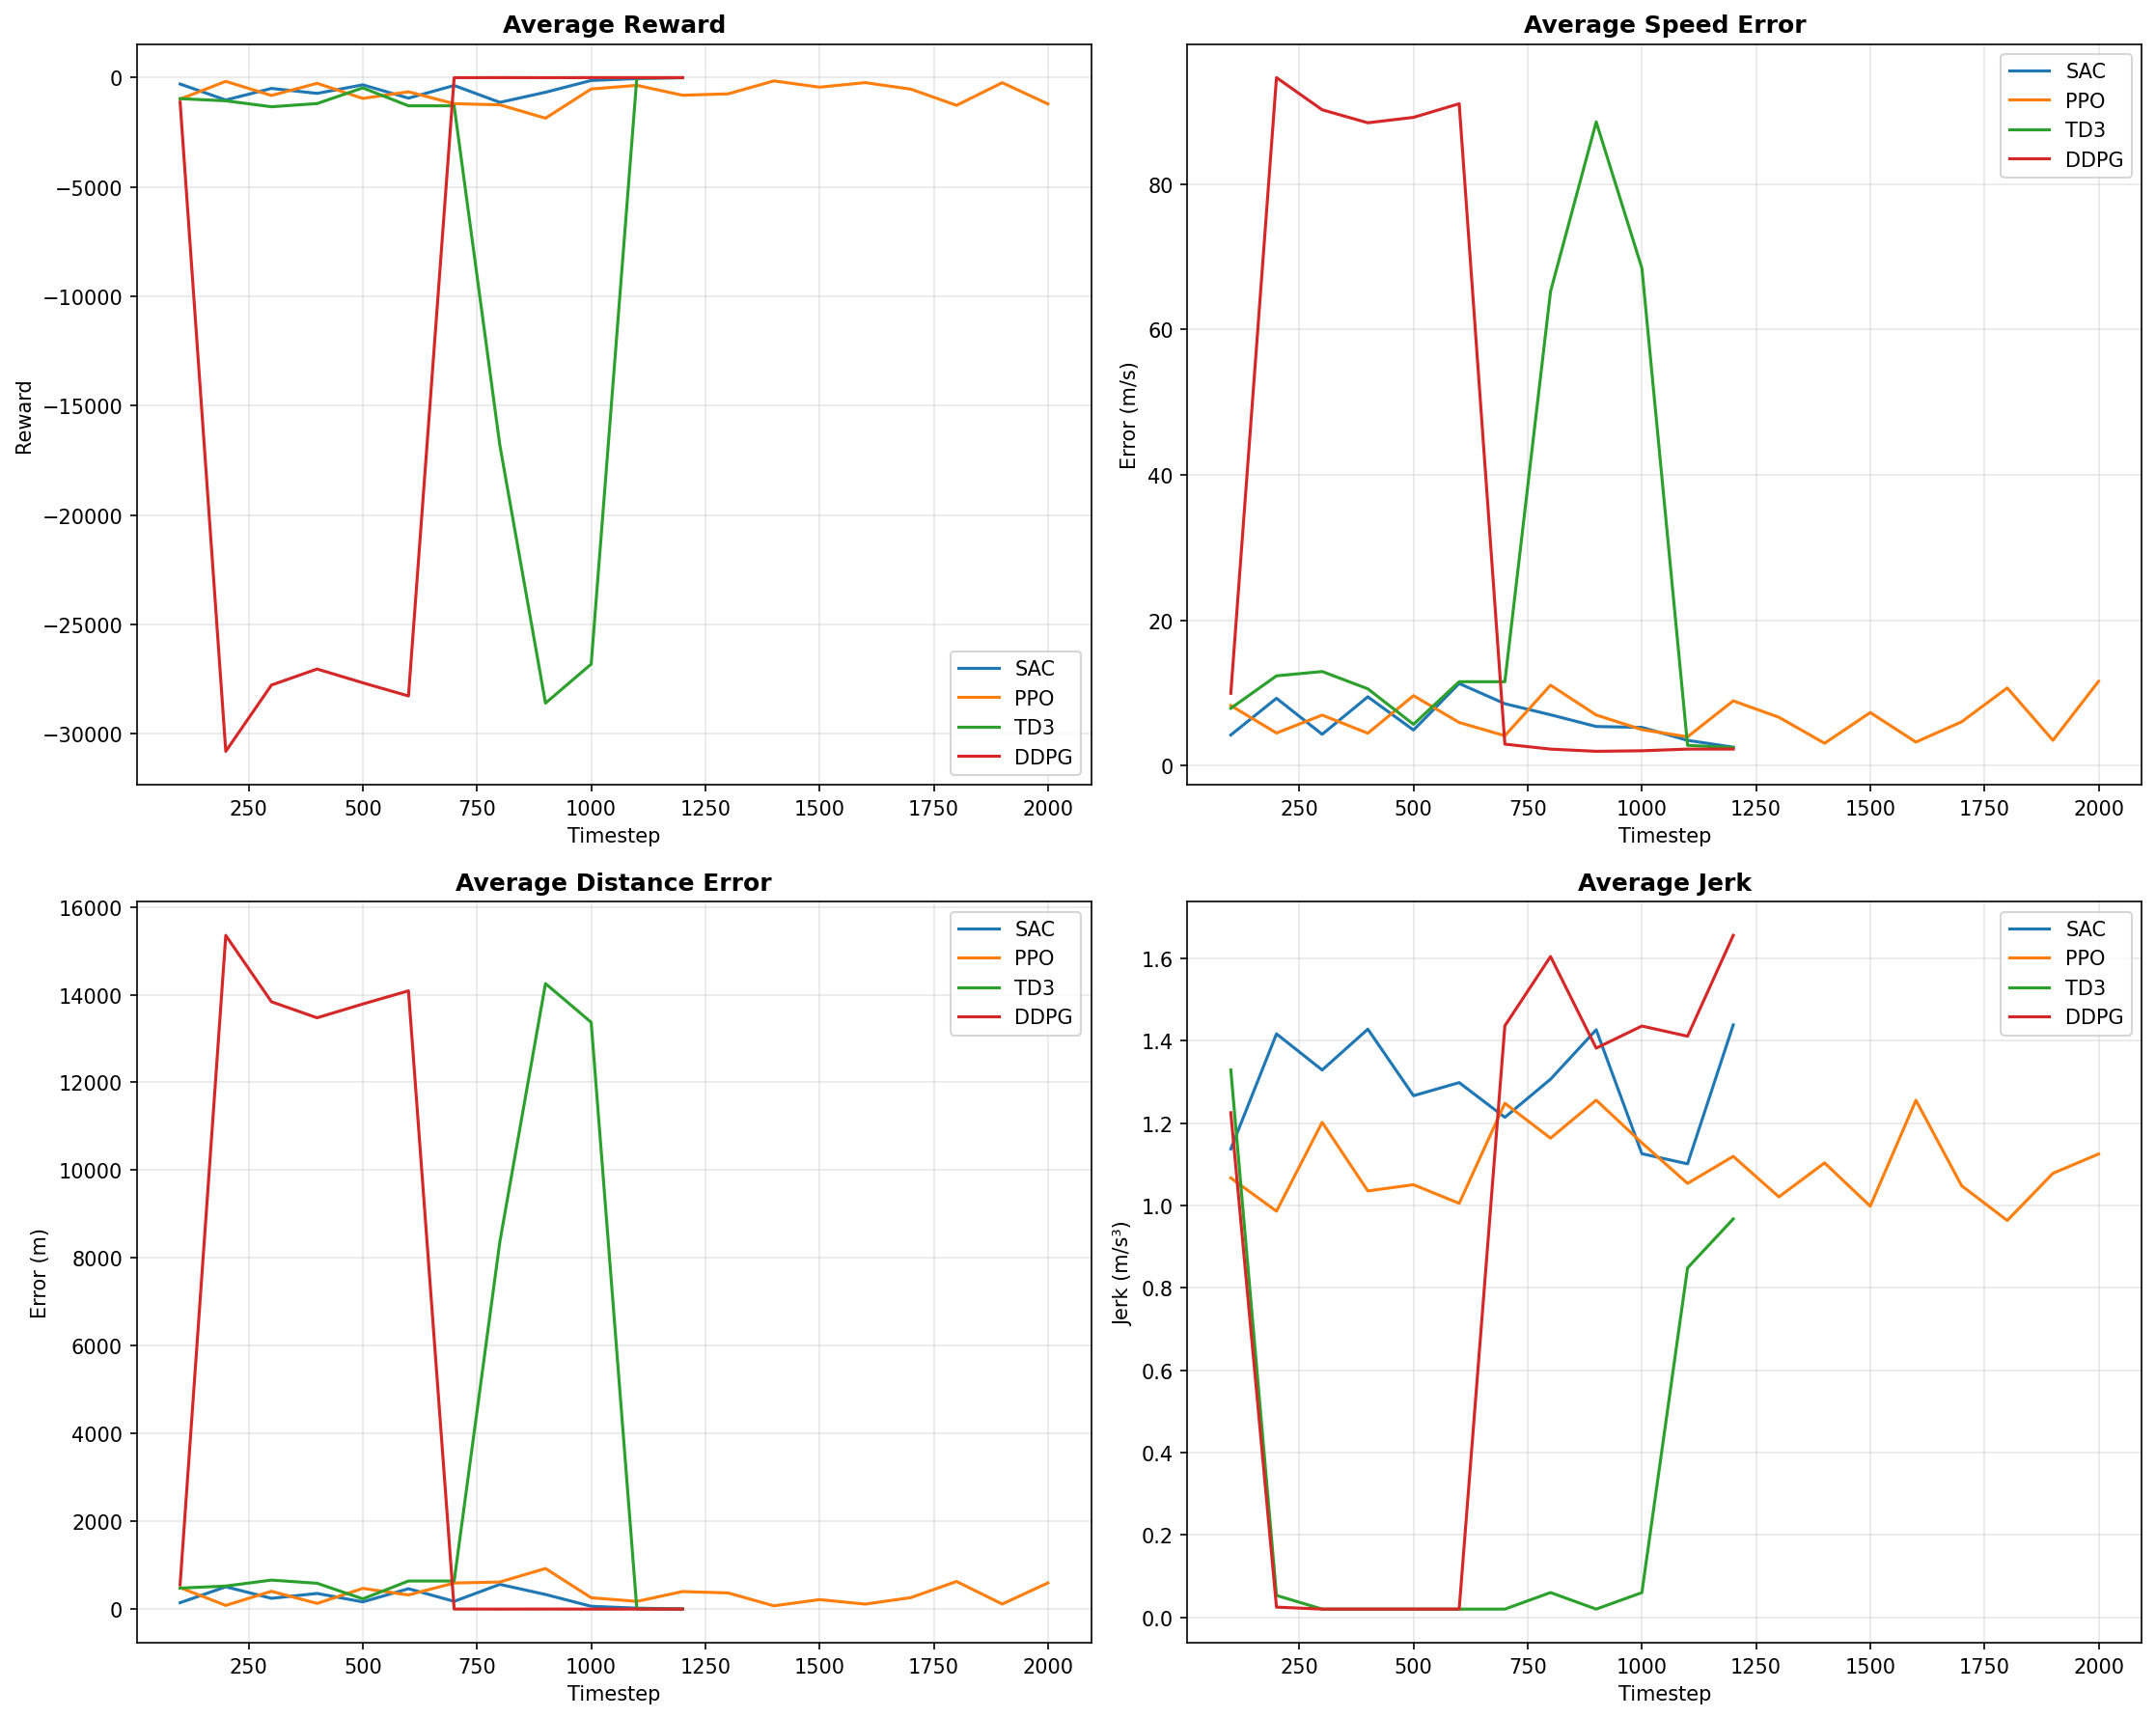 Average Reward
0
−5000
−10000
−15000
−20000
−25000
−30000
Reward
250 500 750 1000 1250 1500 1750 2000
Timestep
SAC
PPO
TD3
DDPG
Average Speed Error
80
60
40
20
0
Error (m/s)
250 500 750 1000 1250 1500 1750 2000
Timestep
SAC
PPO
TD3
DDPG
Average Distance Error
16000
14000
12000
10000
8000
6000
4000
2000
0
Error (m)
250 500 750 1000 1250 1500 1750 2000
Timestep
SAC
PPO
TD3
DDPG
Average Jerk
1.6
1.4
1.2
1.0
0.8
0.6
0.4
0.2
0.0
Jerk (m/s³)
250 500 750 1000 1250 1500 1750 2000
Timestep
SAC
PPO
TD3
DDPG